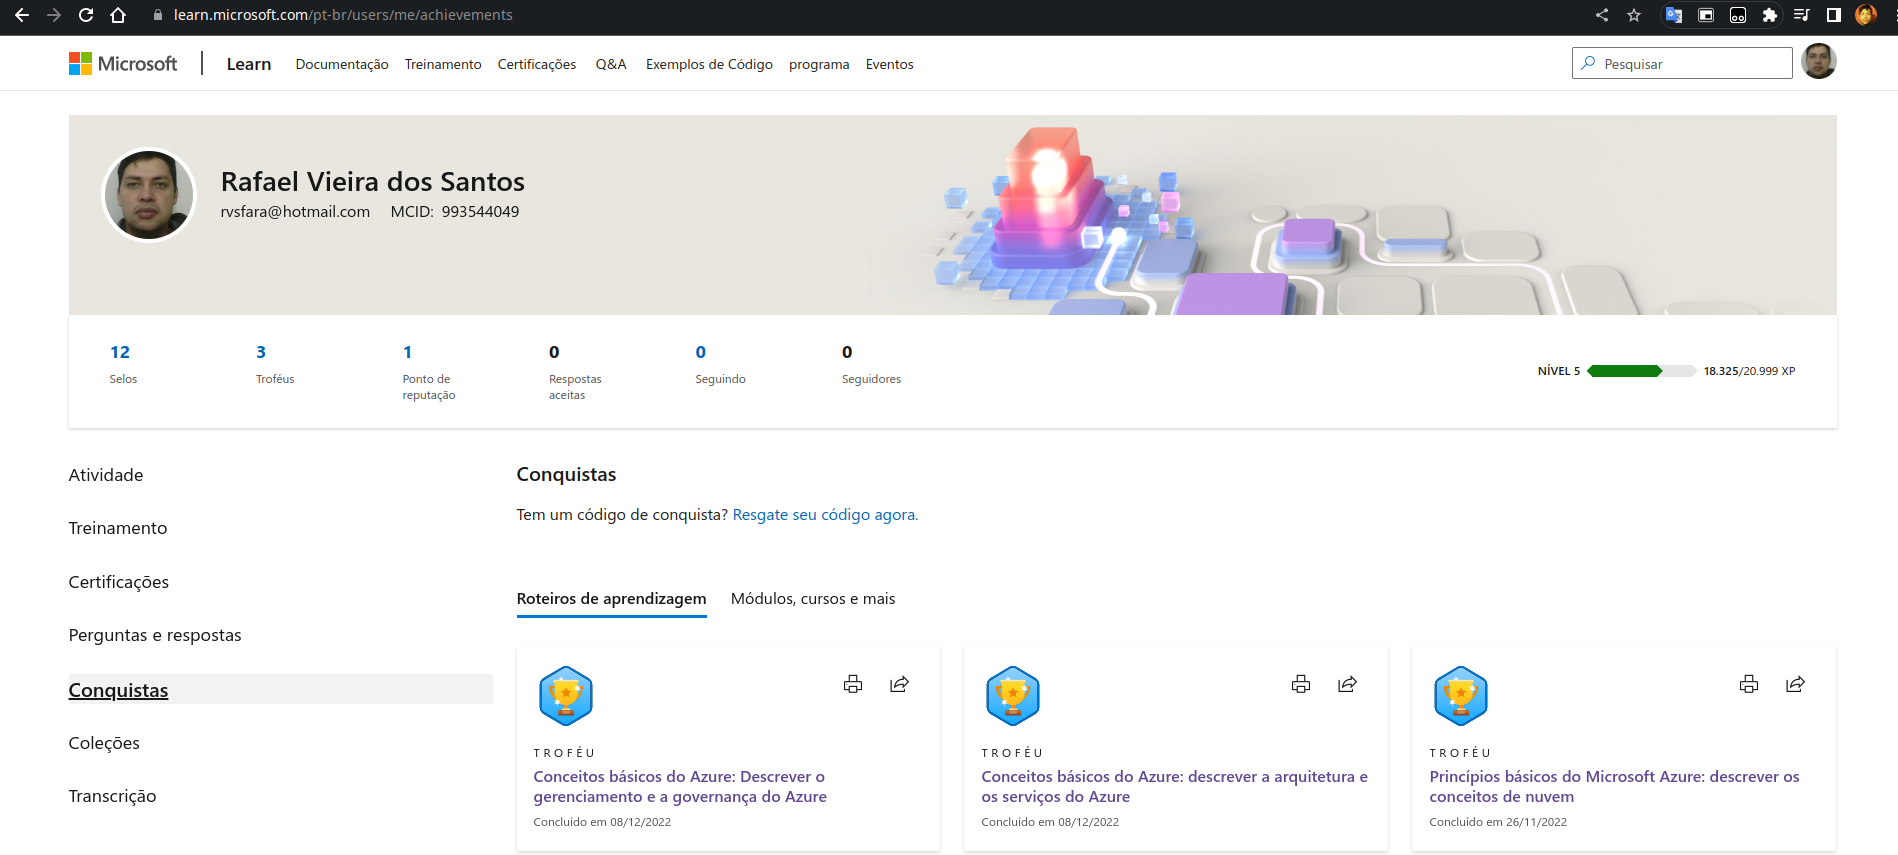 learn.microsoft.com/pt-br/users/me/achievements
Microsoft
Learn
Documentação
Treinamento
Certificações
Q&A
Exemplos de Código
programa
Eventos
Pesquisar
Rafael Vieira dos Santos
rvsfara@hotmail.com MCID: 993544049
12
Selos
3
Troféus
1
Ponto de
reputação
0
Respostas
aceitas
0
Seguindo
0
Seguidores
NÍVEL 5
18.325/20.999 XP
Atividade
Treinamento
Certificações
Perguntas e respostas
Conquistas
Coleções
Transcrição
Conquistas
Tem um código de conquista? Resgate seu código agora.
Roteiros de aprendizagem
Módulos, cursos e mais
TROFÉU
Conceitos básicos do Azure: Descrever o
gerenciamento e a governança do Azure
Concluído em 08/12/2022
TROFÉU
Conceitos básicos do Azure: descrever a arquitetura e
os serviços do Azure
Concluído em 08/12/2022
TROFÉU
Princípios básicos do Microsoft Azure: descrever os
conceitos de nuvem
Concluído em 26/11/2022